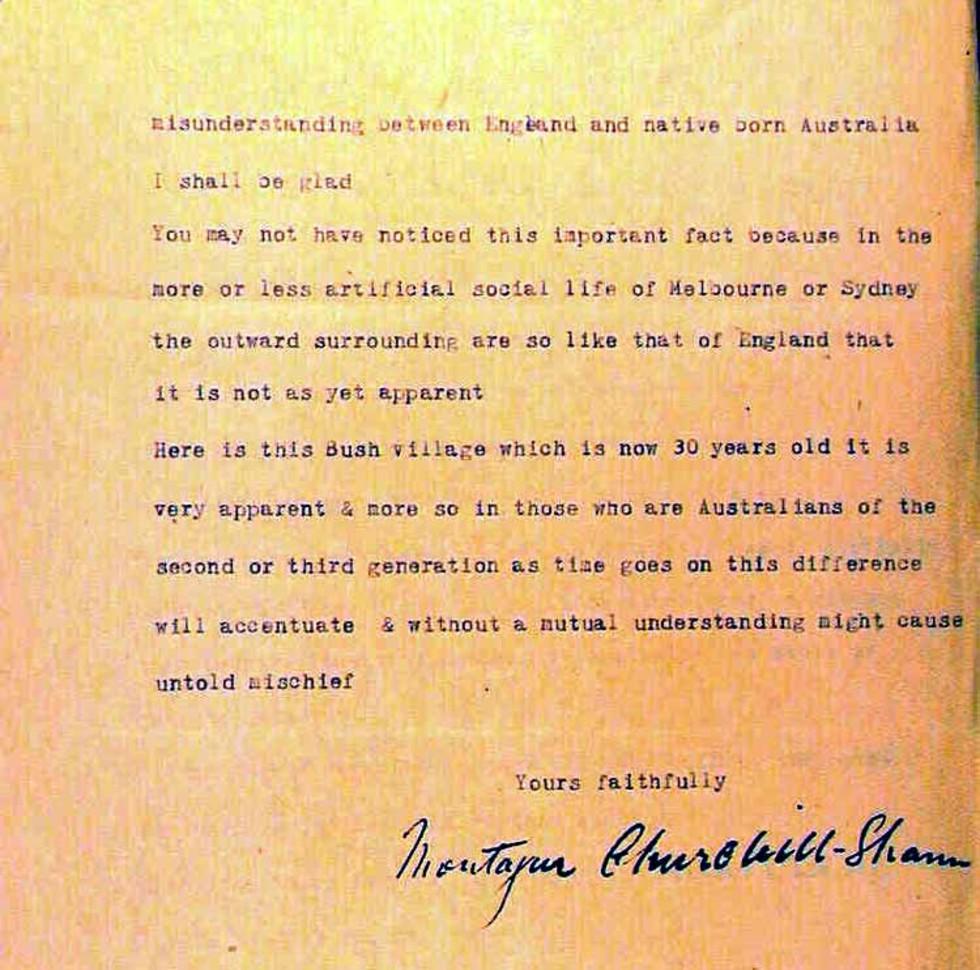 misunderstanding between England and native born Australia
I shall be glad
You may not have noticed this important fact because in the
more or less artificial social life of Melbourne or Sydney
the outward surrounding are so like that of England that
it is not as yet apparent
Here is this Bush village which is now 30 years old it is
very apparent & more so in those who are Australians of the
second or third generation as time goes on this difference
will accentuate & without a mutual understanding might cause
untold mischief
Yours faithfully
Montague Churchill-Shann